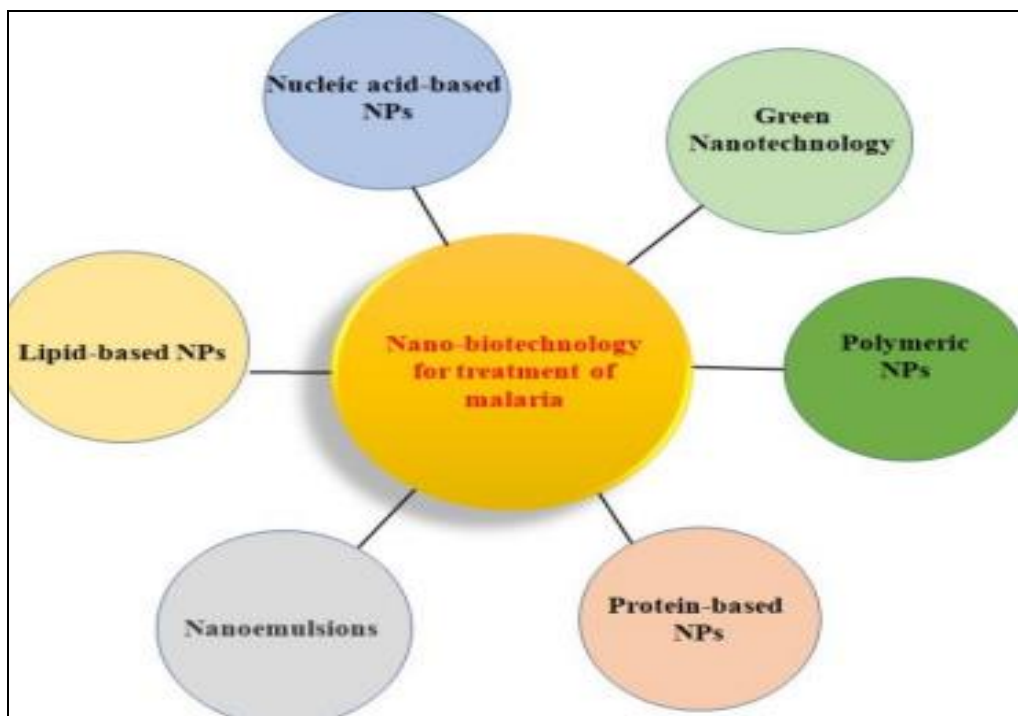 Nucleic acid-based
NPs
Green
Nanotechnology
Lipid-based NPs
Nano-biotechnology
for treatment of
malaria
Polymeric
NPs
Nanoemulsions
Protein-based
NPs